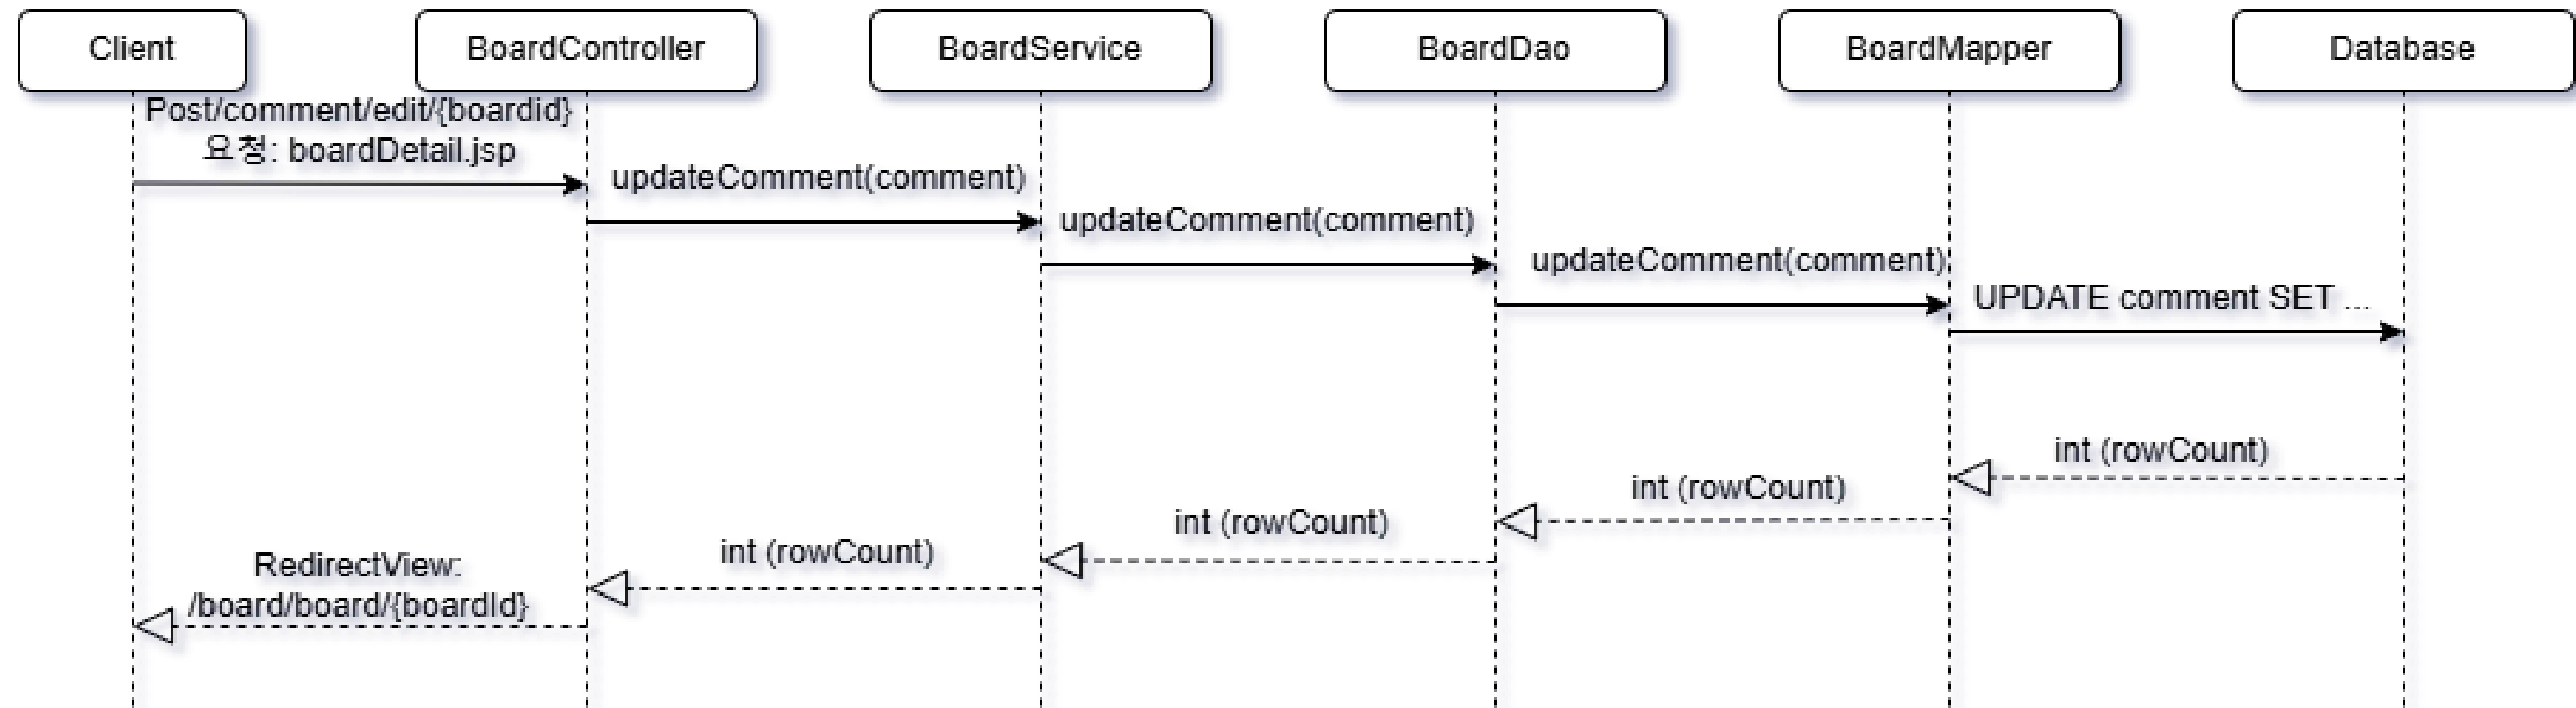 Client
BoardController
BoardService
BoardDao
BoardMapper
Database
Post/comment/edit/{boardid}
요청: boardDetail.jsp
updateComment(comment)
updateComment(comment)
updateComment(comment)
UPDATE comment SET ...
int (rowCount)
int (rowCount)
int (rowCount)
int (rowCount)
RedirectView:
/board/board/{boardId}